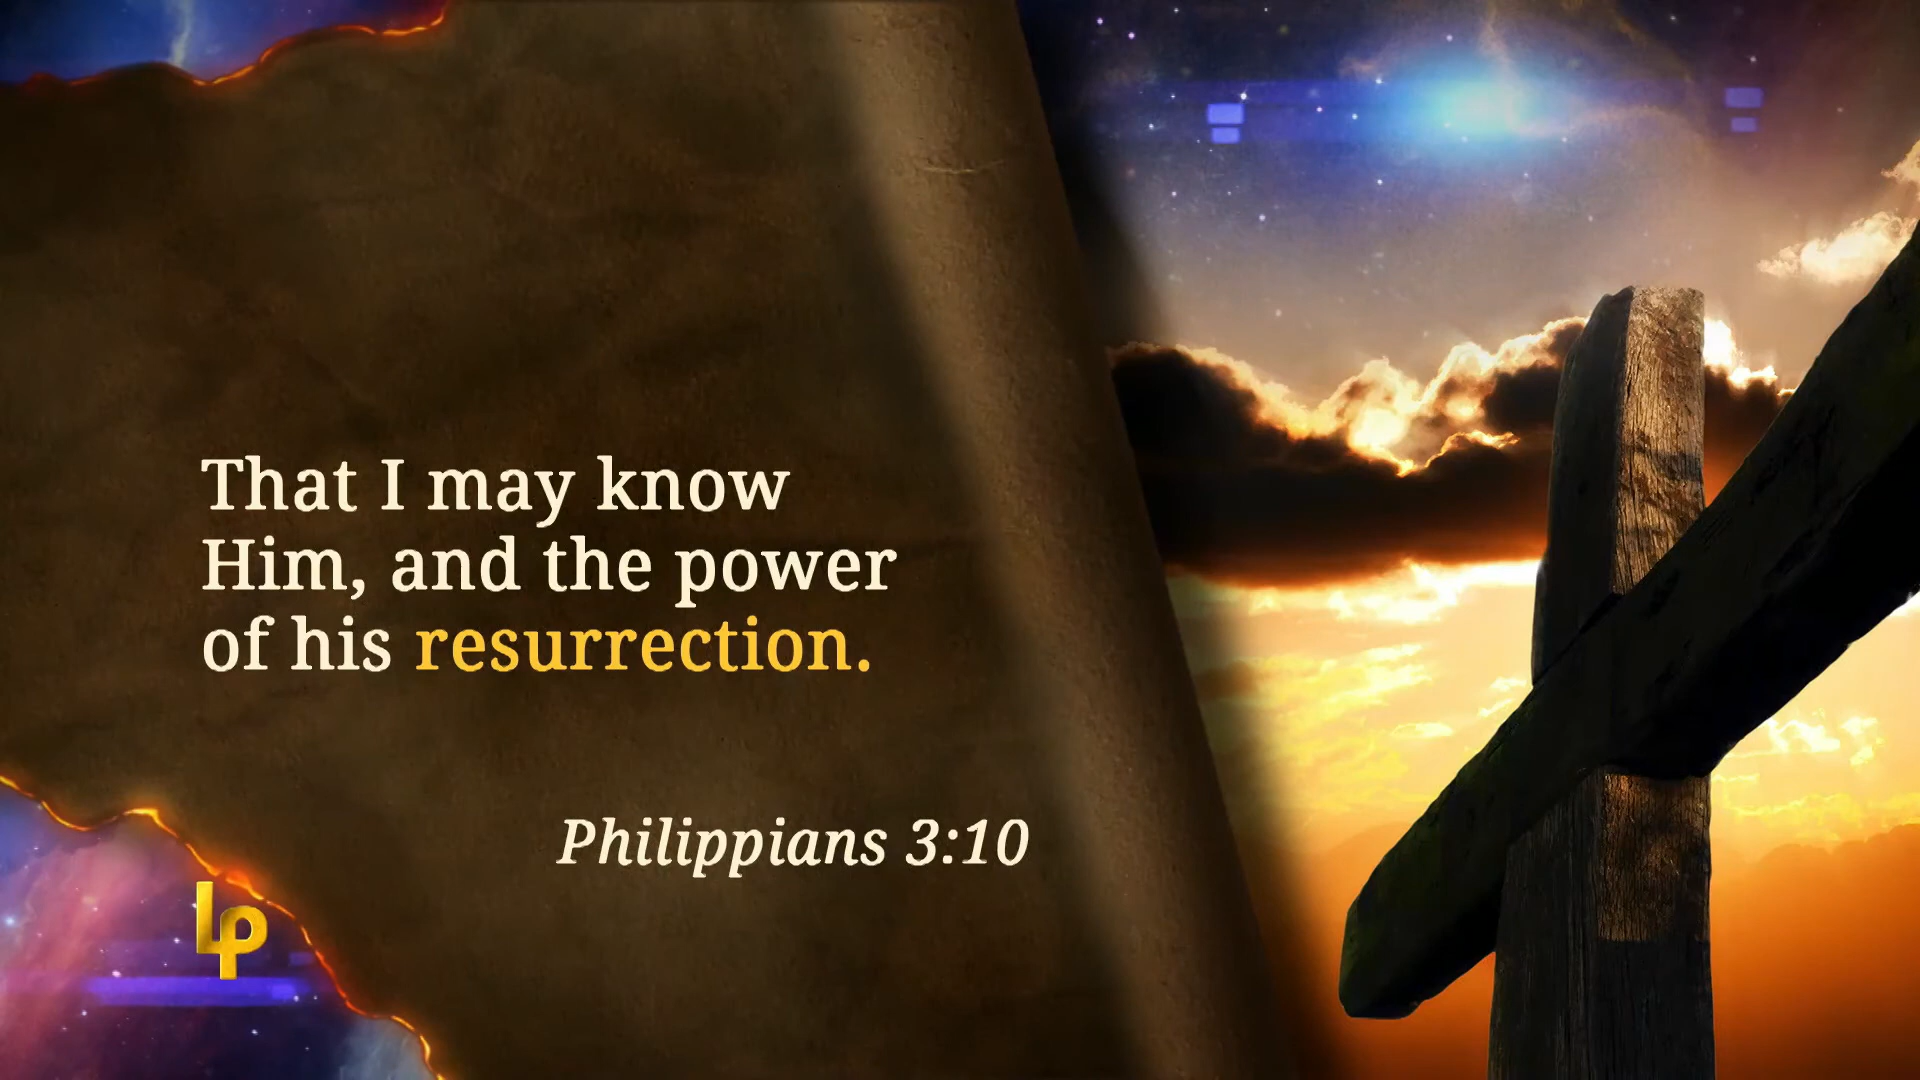 That I may know
Him, and the power
of his resurrection.
Philippians 3:10
LP